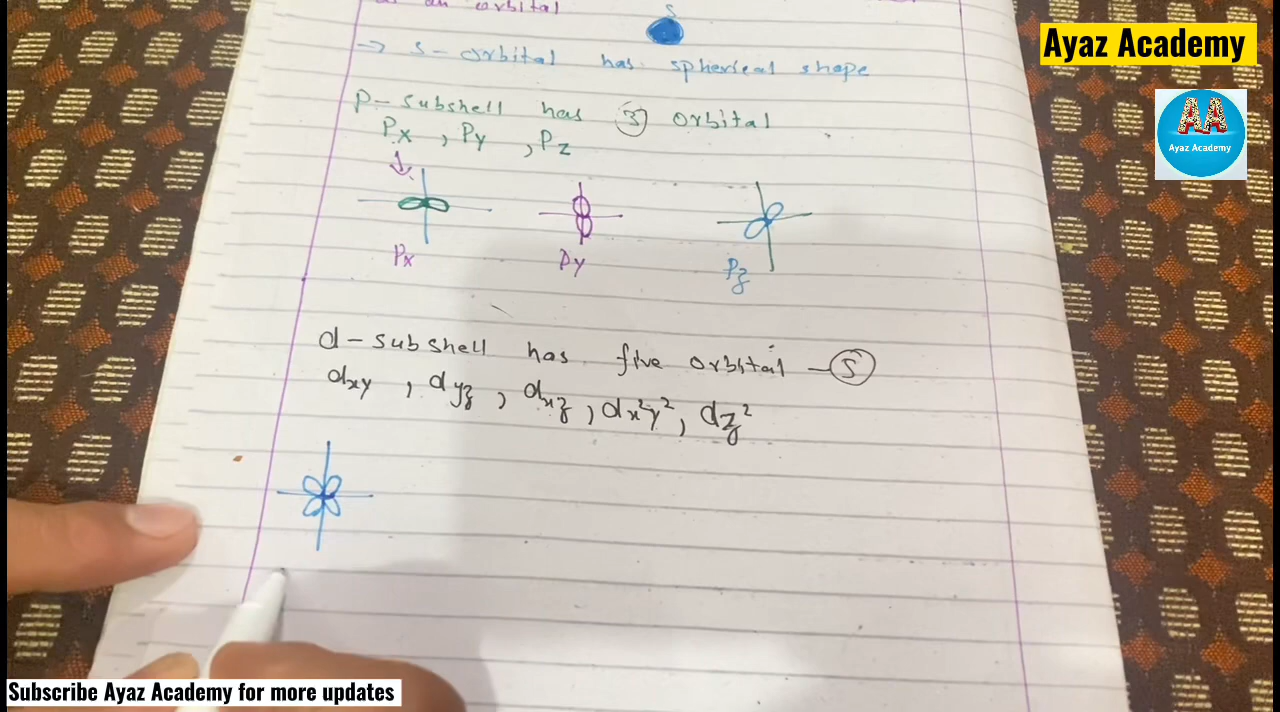 an orbital
S
→ s-orbital has spherical shape
P-subshell has ③ orbital
Px , Py , Pz
Px
Py
Pz
d-subshell has five orbital -⑤
dxy , dyz , dxz , dx²y² , dz²
Ayaz Academy
AA
Ayaz Academy
Subscribe Ayaz Academy for more updates